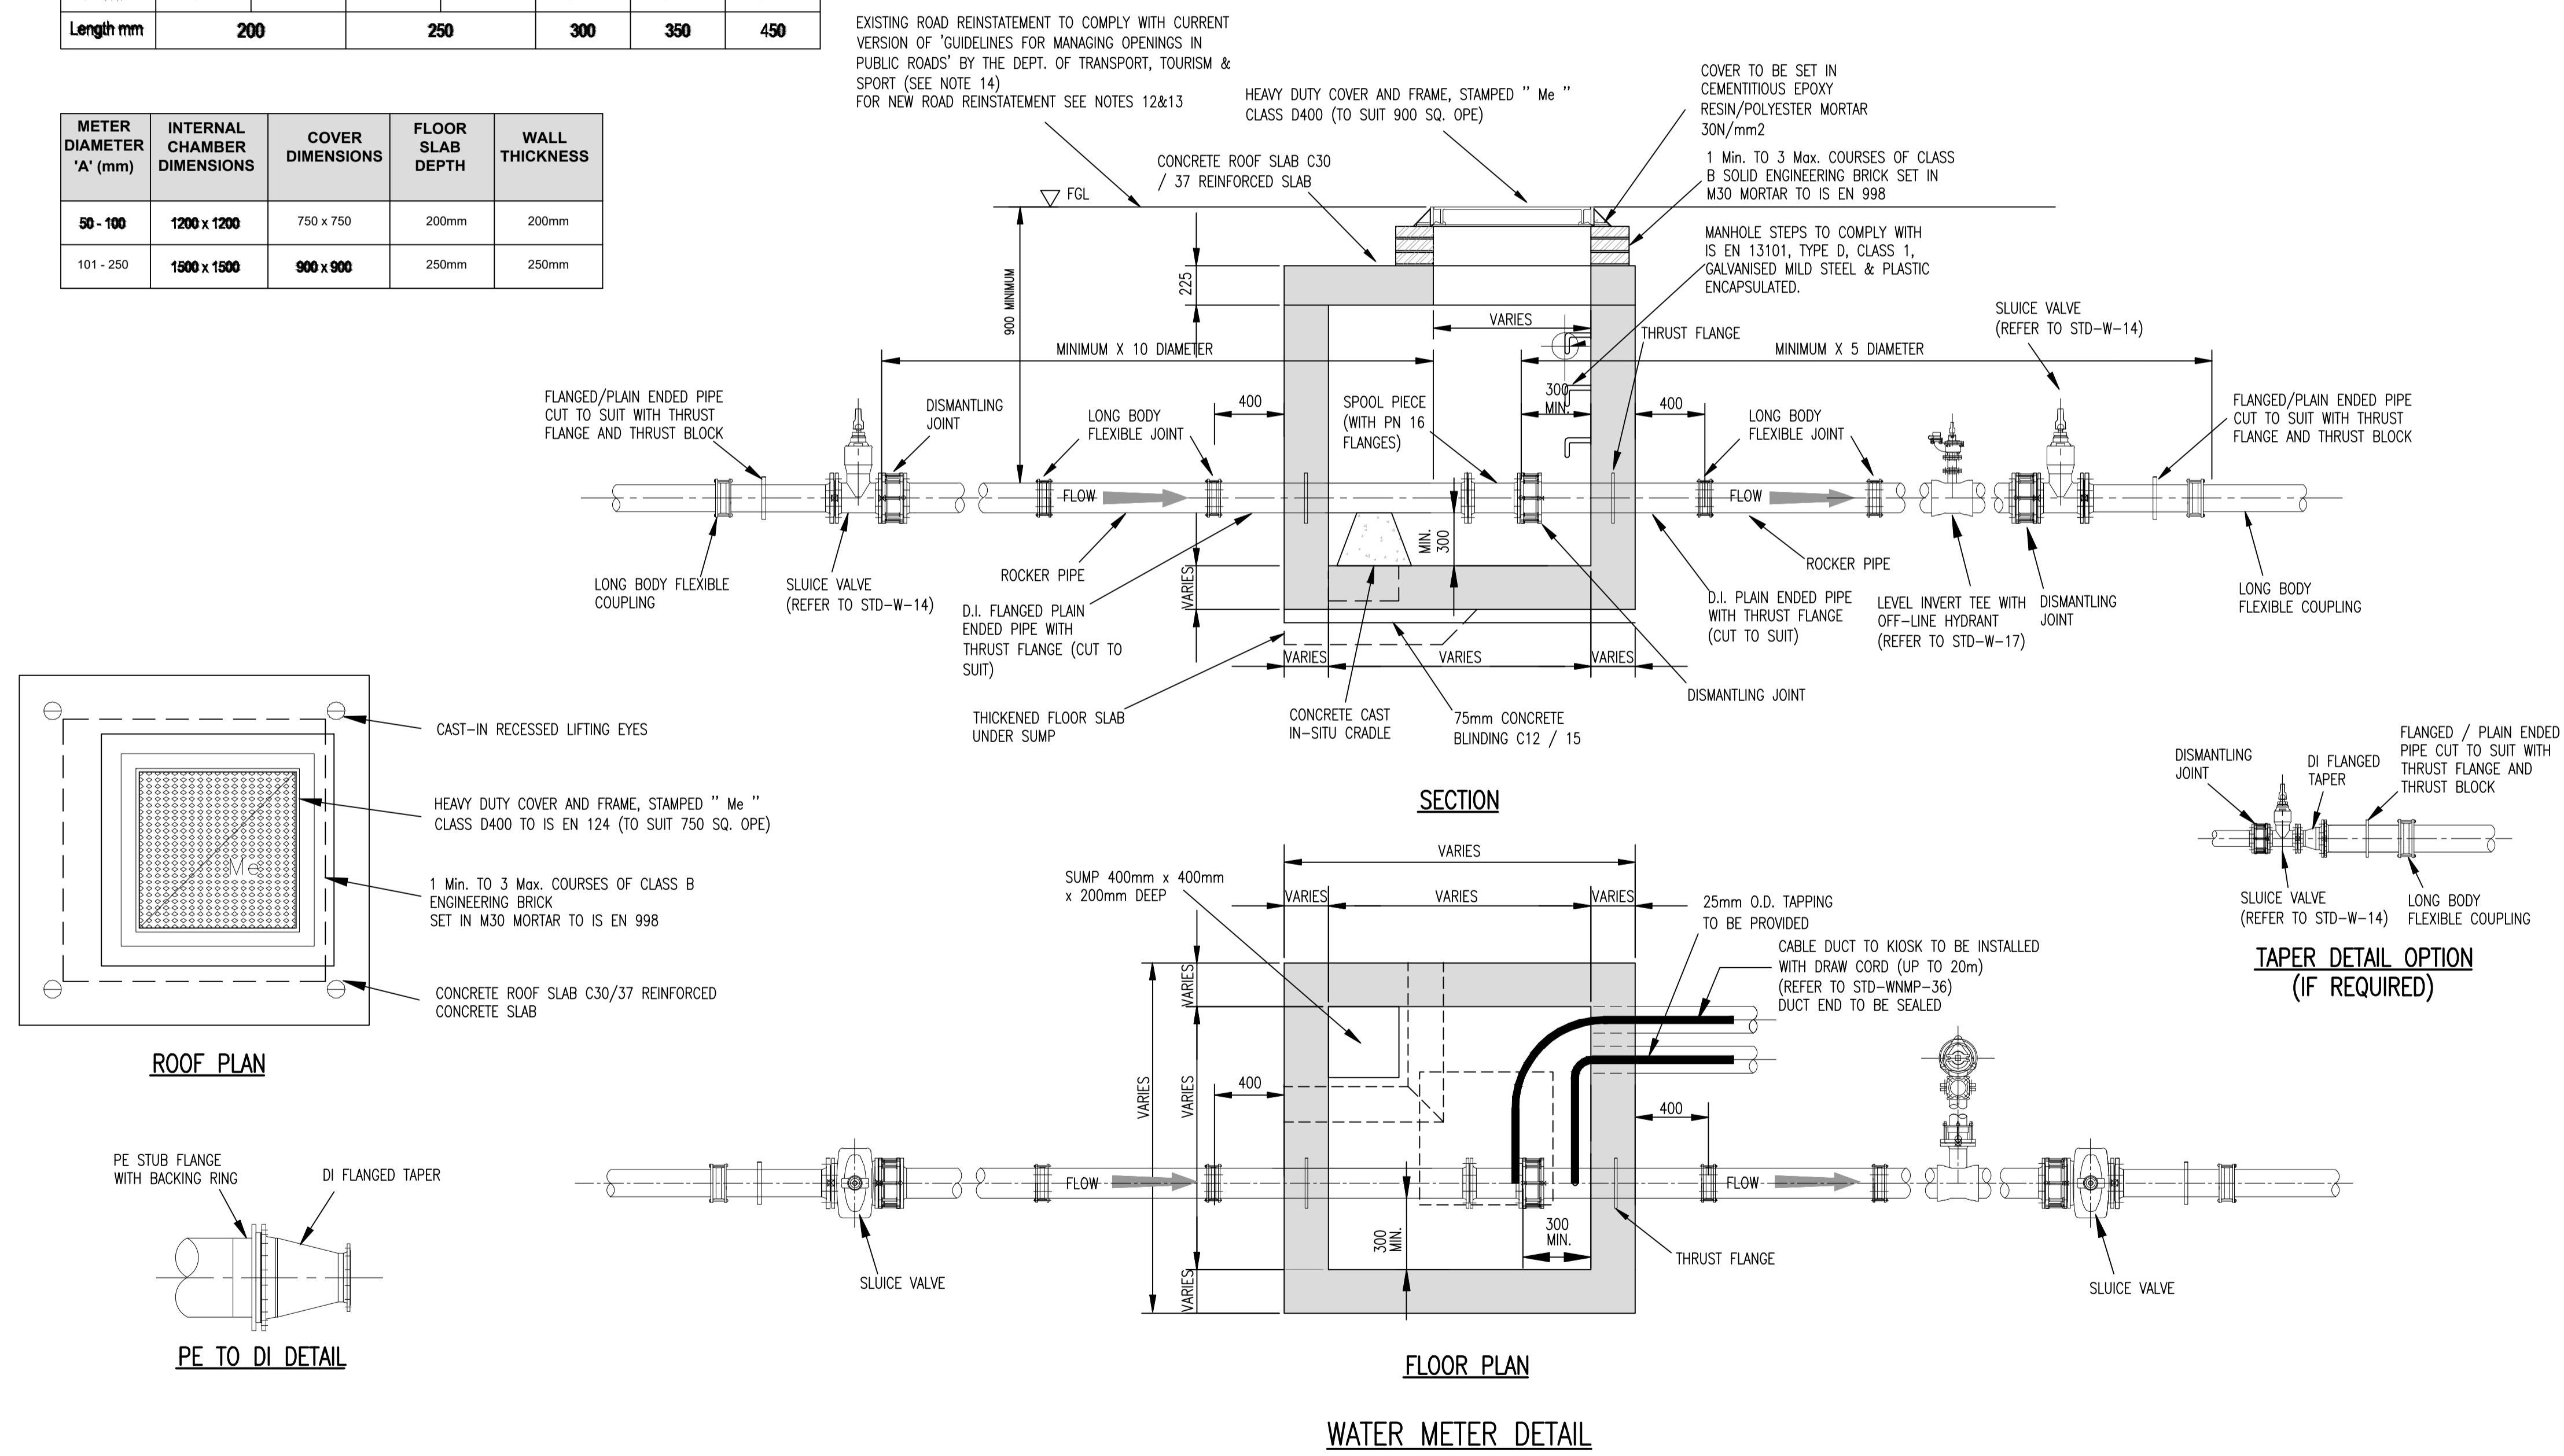 Length mm 200 250 300 350 450
METER DIAMETER 'A' (mm)
INTERNAL CHAMBER DIMENSIONS
COVER DIMENSIONS
FLOOR SLAB DEPTH
WALL THICKNESS
50 - 100 1200 x 1200 750 x 750 200mm 200mm
101 - 250 1500 x 1500 900 x 900 250mm 250mm
EXISTING ROAD REINSTATEMENT TO COMPLY WITH CURRENT
VERSION OF 'GUIDELINES FOR MANAGING OPENINGS IN
PUBLIC ROADS' BY THE DEPT. OF TRANSPORT, TOURISM &
SPORT (SEE NOTE 14)
FOR NEW ROAD REINSTATEMENT SEE NOTES 12&13
HEAVY DUTY COVER AND FRAME, STAMPED " Me "
CLASS D400 (TO SUIT 900 SQ. OPE)
COVER TO BE SET IN
CEMENTITIOUS EPOXY
RESIN/POLYESTER MORTAR
30N/mm2
1 Min. TO 3 Max. COURSES OF CLASS
B SOLID ENGINEERING BRICK SET IN
M30 MORTAR TO IS EN 998
CONCRETE ROOF SLAB C30
/ 37 REINFORCED SLAB
FGL
MANHOLE STEPS TO COMPLY WITH
IS EN 13101, TYPE D, CLASS 1,
GALVANISED MILD STEEL & PLASTIC
ENCAPSULATED.
900 MINIMUM
225
VARIES
THRUST FLANGE
SLUICE VALVE
(REFER TO STD-W-14)
MINIMUM X 10 DIAMETER
MINIMUM X 5 DIAMETER
FLANGED/PLAIN ENDED PIPE
CUT TO SUIT WITH THRUST
FLANGE AND THRUST BLOCK
DISMANTLING
JOINT
LONG BODY
FLEXIBLE JOINT
400
SPOOL PIECE
(WITH PN 16
FLANGES)
300
MIN.
400
LONG BODY
FLEXIBLE JOINT
FLANGED/PLAIN ENDED PIPE
CUT TO SUIT WITH THRUST
FLANGE AND THRUST BLOCK
FLOW
FLOW
MIN.
300
LONG BODY FLEXIBLE
COUPLING
SLUICE VALVE
(REFER TO STD-W-14)
ROCKER PIPE
D.I. FLANGED PLAIN
ENDED PIPE WITH
THRUST FLANGE (CUT TO
SUIT)
VARIES
ROCKER PIPE
D.I. PLAIN ENDED PIPE
WITH THRUST FLANGE
(CUT TO SUIT)
LEVEL INVERT TEE WITH
OFF-LINE HYDRANT
(REFER TO STD-W-17)
DISMANTLING
JOINT
LONG BODY
FLEXIBLE COUPLING
VARIES VARIES VARIES
DISMANTLING JOINT
THICKENED FLOOR SLAB
UNDER SUMP
CONCRETE CAST
IN-SITU CRADLE
75mm CONCRETE
BLINDING C12 / 15
SECTION
CAST-IN RECESSED LIFTING EYES
HEAVY DUTY COVER AND FRAME, STAMPED " Me "
CLASS D400 TO IS EN 124 (TO SUIT 750 SQ. OPE)
Me
1 Min. TO 3 Max. COURSES OF CLASS B
ENGINEERING BRICK
SET IN M30 MORTAR TO IS EN 998
CONCRETE ROOF SLAB C30/37 REINFORCED
CONCRETE SLAB
ROOF PLAN
DISMANTLING
JOINT
DI FLANGED
TAPER
FLANGED / PLAIN ENDED
PIPE CUT TO SUIT WITH
THRUST FLANGE AND
THRUST BLOCK
SLUICE VALVE
(REFER TO STD-W-14)
LONG BODY
FLEXIBLE COUPLING
TAPER DETAIL OPTION
(IF REQUIRED)
VARIES
SUMP 400mm x 400mm
x 200mm DEEP
VARIES VARIES VARIES
25mm O.D. TAPPING
TO BE PROVIDED
CABLE DUCT TO KIOSK TO BE INSTALLED
WITH DRAW CORD (UP TO 20m)
(REFER TO STD-WNMP-36)
DUCT END TO BE SEALED
VARIES
VARIES
VARIES
VARIES
400
400
FLOW
FLOW
300
MIN.
300
MIN.
THRUST FLANGE
SLUICE VALVE
SLUICE VALVE
PE STUB FLANGE
WITH BACKING RING
DI FLANGED TAPER
PE TO DI DETAIL
FLOOR PLAN
WATER METER DETAIL